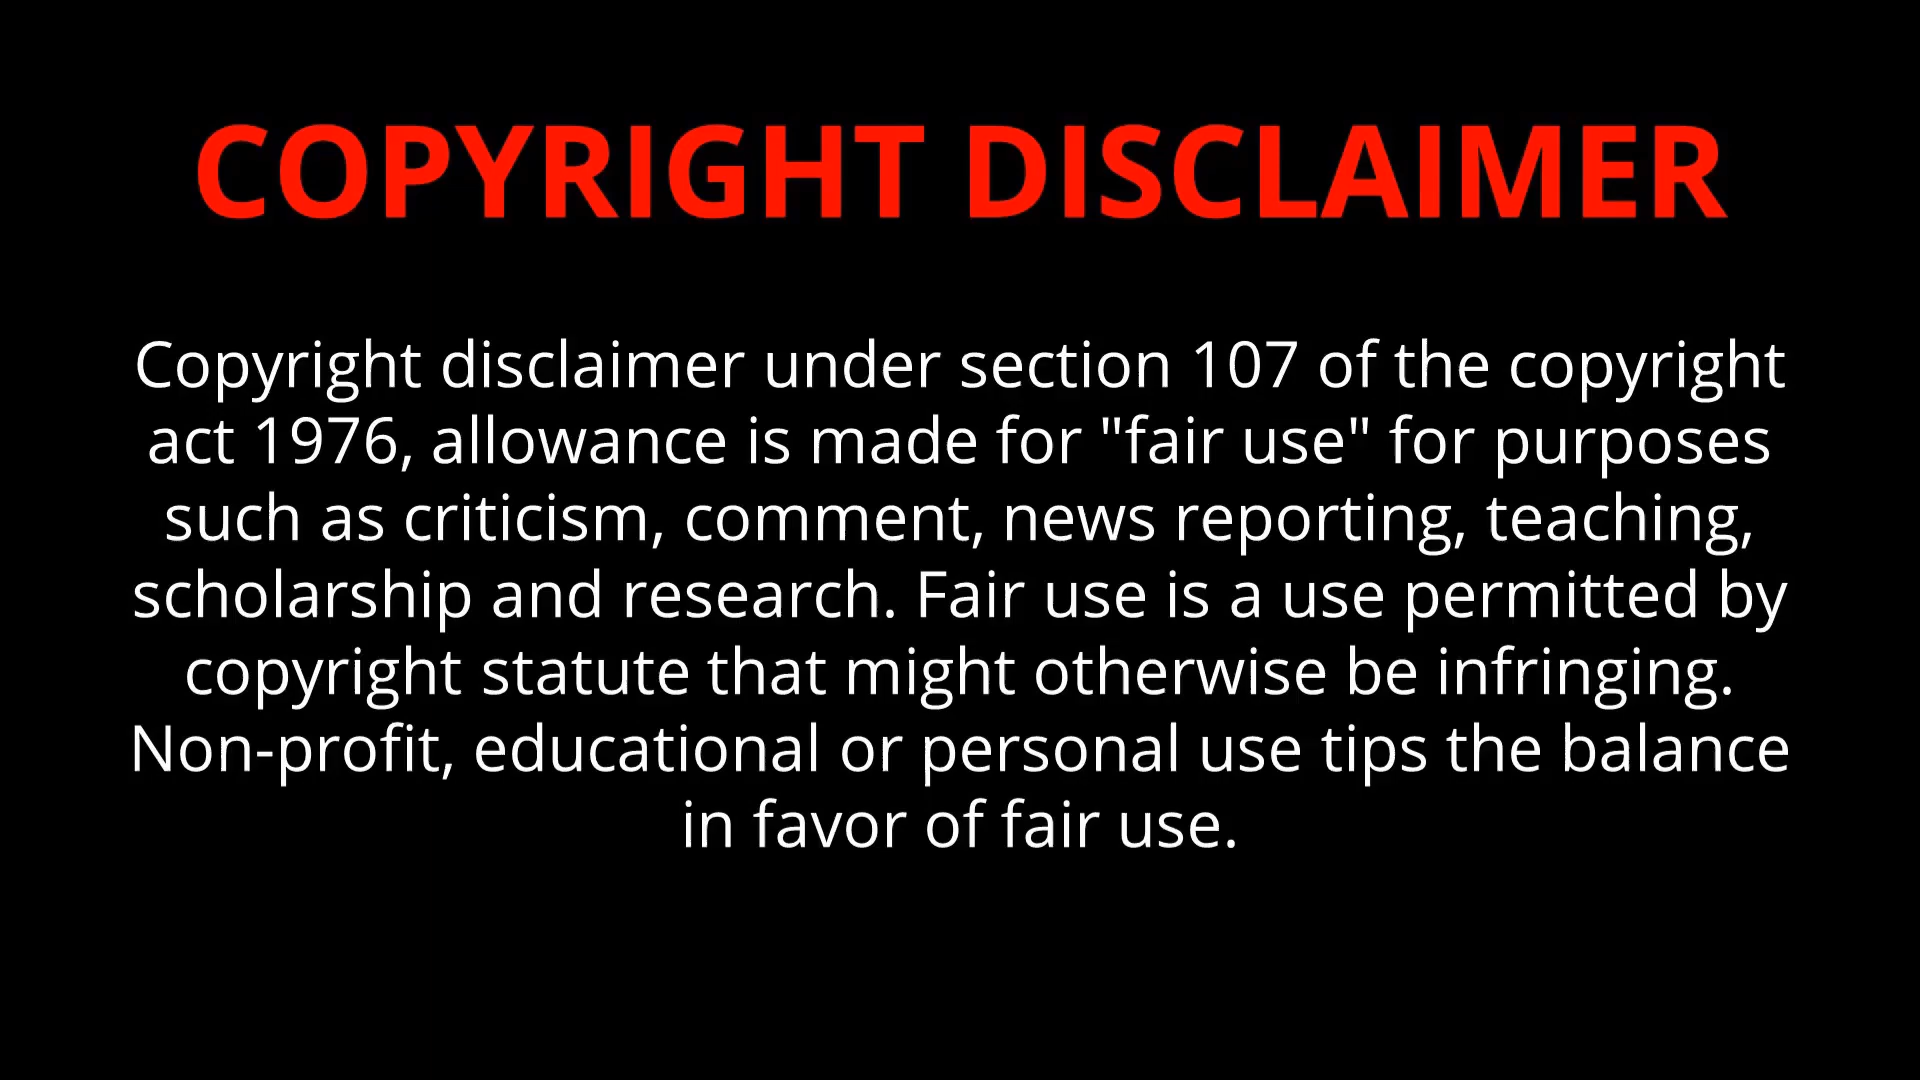 COPYRIGHT DISCLAIMER
Copyright disclaimer under section 107 of the copyright
act 1976, allowance is made for "fair use" for purposes
such as criticism, comment, news reporting, teaching,
scholarship and research. Fair use is a use permitted by
copyright statute that might otherwise be infringing.
Non-profit, educational or personal use tips the balance
in favor of fair use.